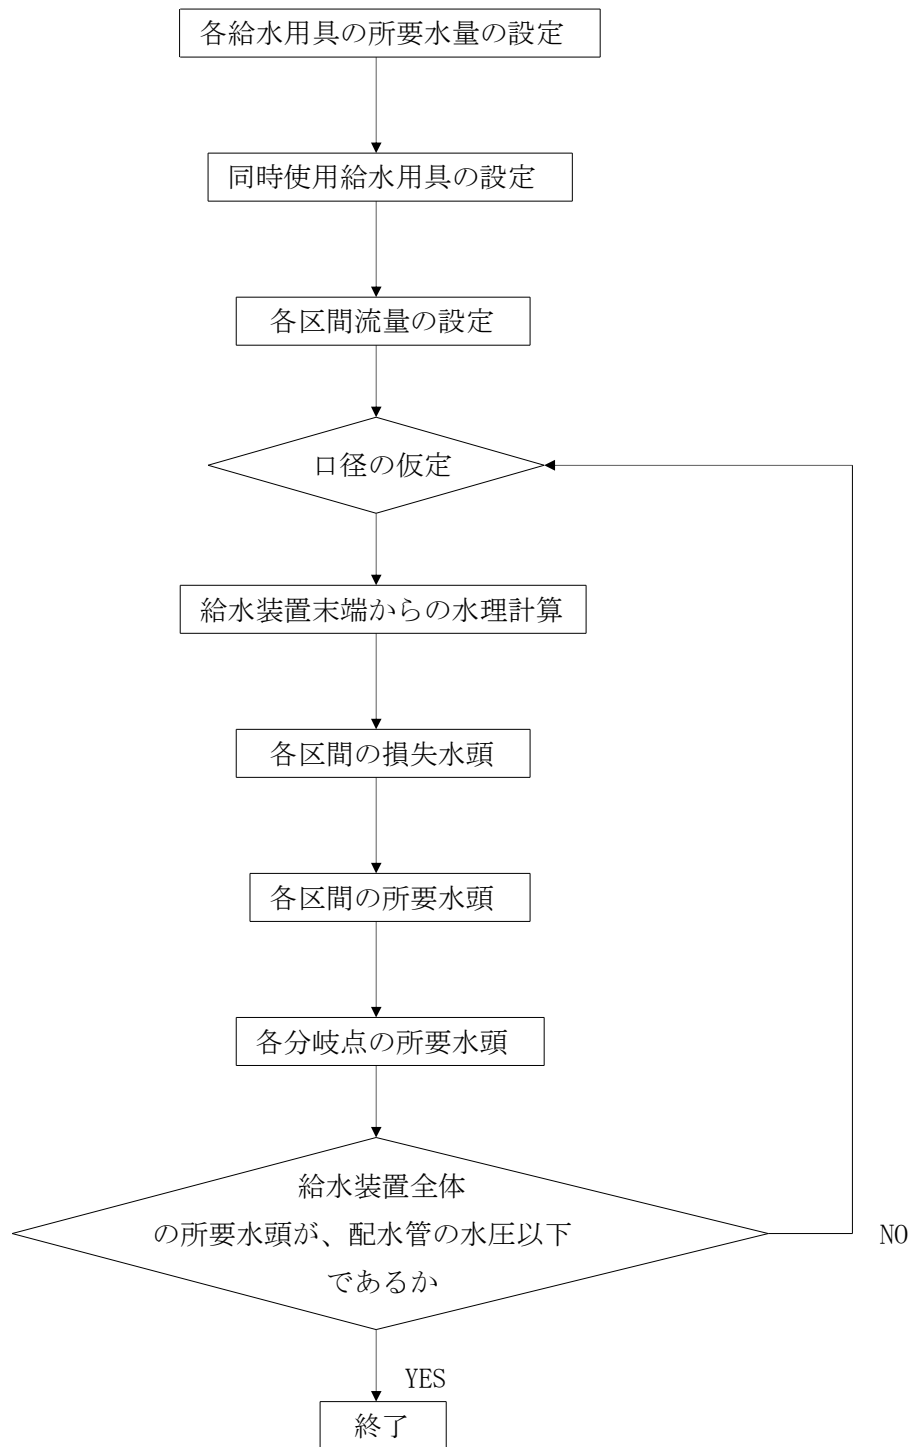 各給水用具の所要水量の設定
同時使用給水用具の設定
各区間流量の設定
口径の仮定
給水装置末端からの水理計算
各区間の損失水頭
各区間の所要水頭
各分岐点の所要水頭
給水装置全体
の所要水頭が、配水管の水圧以下
であるか
NO
YES
終了